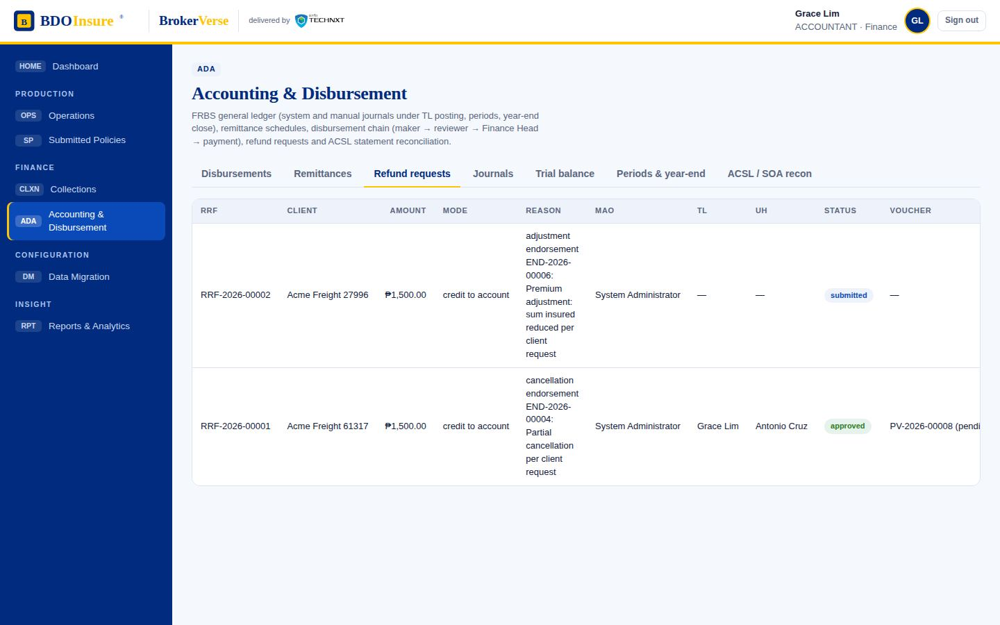 B BDOInsure ® BrokerVerse delivered by TECHNXT Grace Lim
ACCOUNTANT · Finance GL Sign out
HOME Dashboard
PRODUCTION
OPS Operations
SP Submitted Policies
FINANCE
CLXN Collections
ADA Accounting &
Disbursement
CONFIGURATION
DM Data Migration
INSIGHT
RPT Reports & Analytics
ADA
Accounting & Disbursement
FRBS general ledger (system and manual journals under TL posting, periods, year-end
close), remittance schedules, disbursement chain (maker → reviewer → Finance Head
→ payment), refund requests and ACSL statement reconciliation.
Disbursements Remittances Refund requests Journals Trial balance Periods & year-end ACSL / SOA recon
RRF CLIENT AMOUNT MODE REASON MAO TL UH STATUS VOUCHER
adjustment
endorsement
END-2026-
00006:
Premium
RRF-2026-00002 Acme Freight 27996 ₱1,500.00 credit to account adjustment: System Administrator — — submitted —
sum insured
reduced per
client
request
cancellation
endorsement
END-2026-
00004:
RRF-2026-00001 Acme Freight 61317 ₱1,500.00 credit to account Partial System Administrator Grace Lim Antonio Cruz approved PV-2026-00008 (pendi
cancellation
per client
request